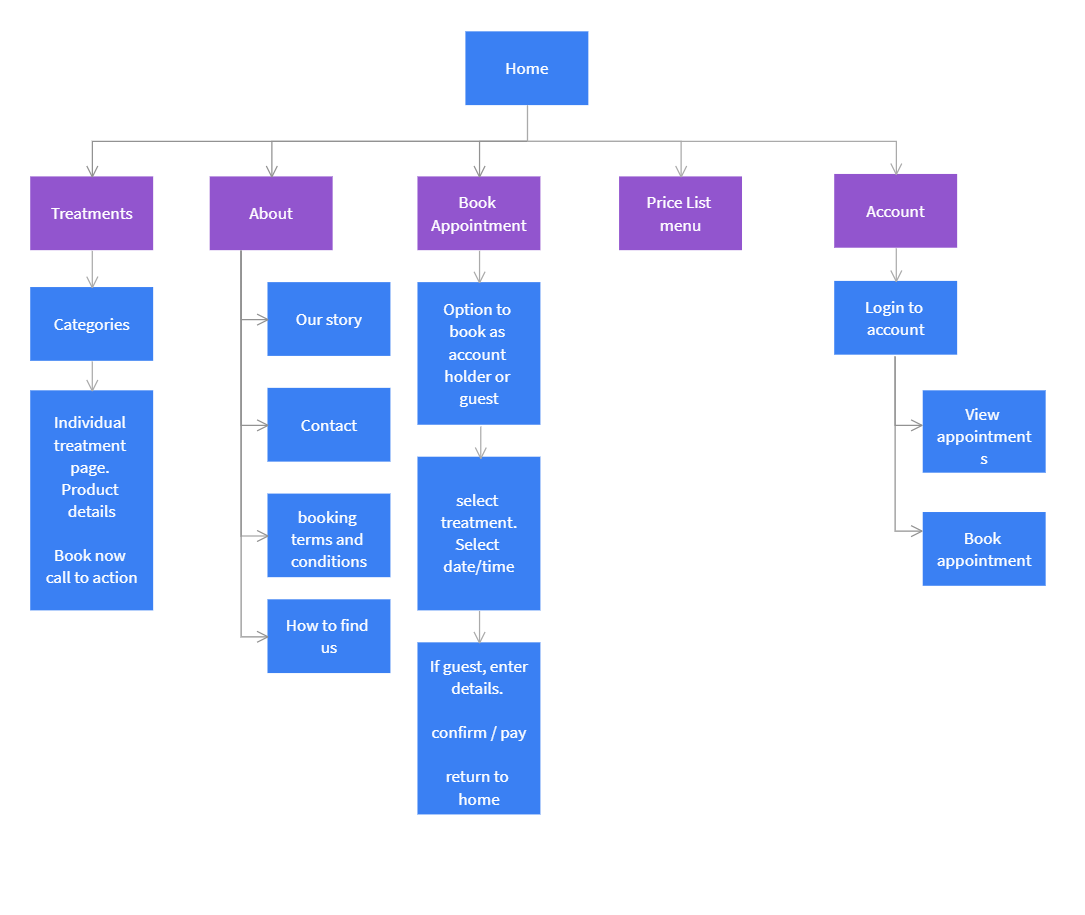 Home
Treatments
About
Book
Appointment
Price List
menu
Account
Categories
Individual
treatment
page.
Product
details
Book now
call to action
Our story
Contact
booking
terms and
conditions
How to find
us
Option to
book as
account
holder or
guest
select
treatment.
Select
date/time
If guest, enter
details.
confirm / pay
return to
home
Login to
account
View
appointment
s
Book
appointment